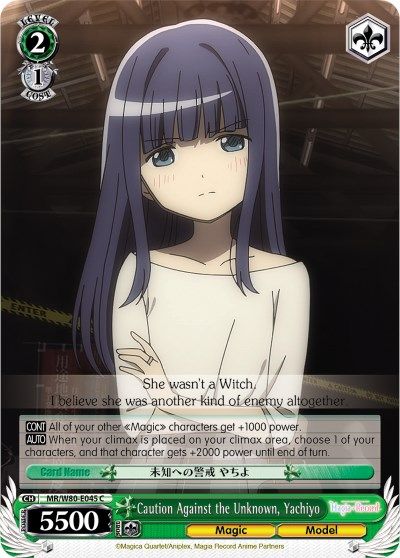 LEVEL
2
1
COST
She wasn't a Witch.
I believe she was another kind of enemy altogether.
CONT All of your other «Magic» characters get +1000 power.
AUTO When your climax is placed on your climax area, choose 1 of your
characters, and that character gets +2000 power until end of turn.
Card Name 未知への警戒 やちよ
CH MR/W80-E045 C
POWER 5500
Caution Against the Unknown, Yachiyo
Magic Model
©Magica Quartet/Aniplex, Magia Record Anime Partners